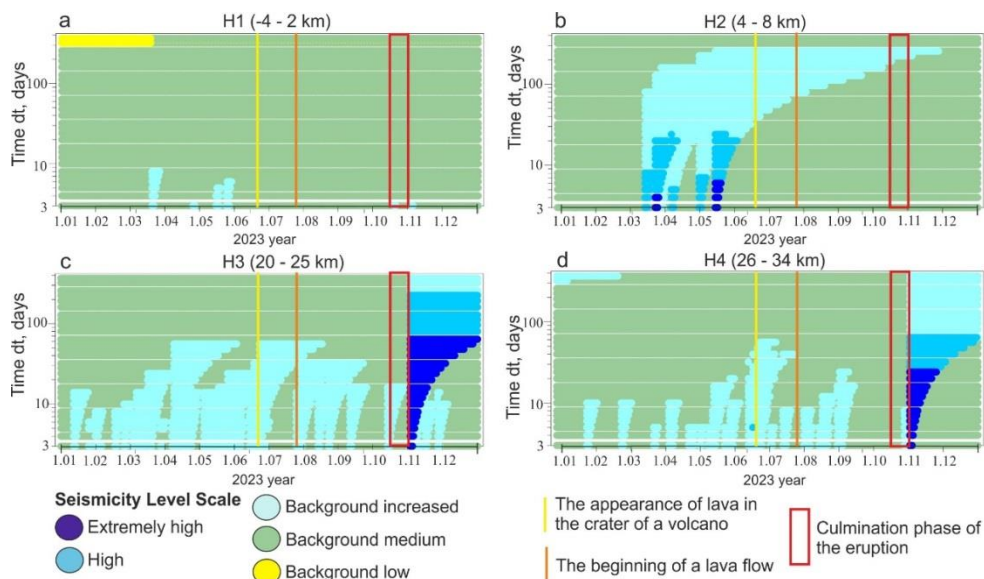 a H1 (-4 - 2 km)
Time dt, days
100
10
3
1.01 1.02 1.03 1.04 1.05 1.06 1.07 1.08 1.09 1.10 1.11 1.12
2023 year
b H2 (4 - 8 km)
Time dt, days
100
10
3
1.01 1.02 1.03 1.04 1.05 1.06 1.07 1.08 1.09 1.10 1.11 1.12
2023 year
c H3 (20 - 25 km)
Time dt, days
100
10
3
1.01 1.02 1.03 1.04 1.05 1.06 1.07 1.08 1.09 1.10 1.11 1.12
2023 year
d H4 (26 - 34 km)
Time dt, days
100
10
3
1.01 1.02 1.03 1.04 1.05 1.06 1.07 1.08 1.09 1.10 1.11 1.12
2023 year
Seismicity Level Scale
Extremely high
High
Background increased
Background medium
Background low
The appearance of lava in
the crater of a volcano
The beginning of a lava flow
Culmination phase of
the eruption